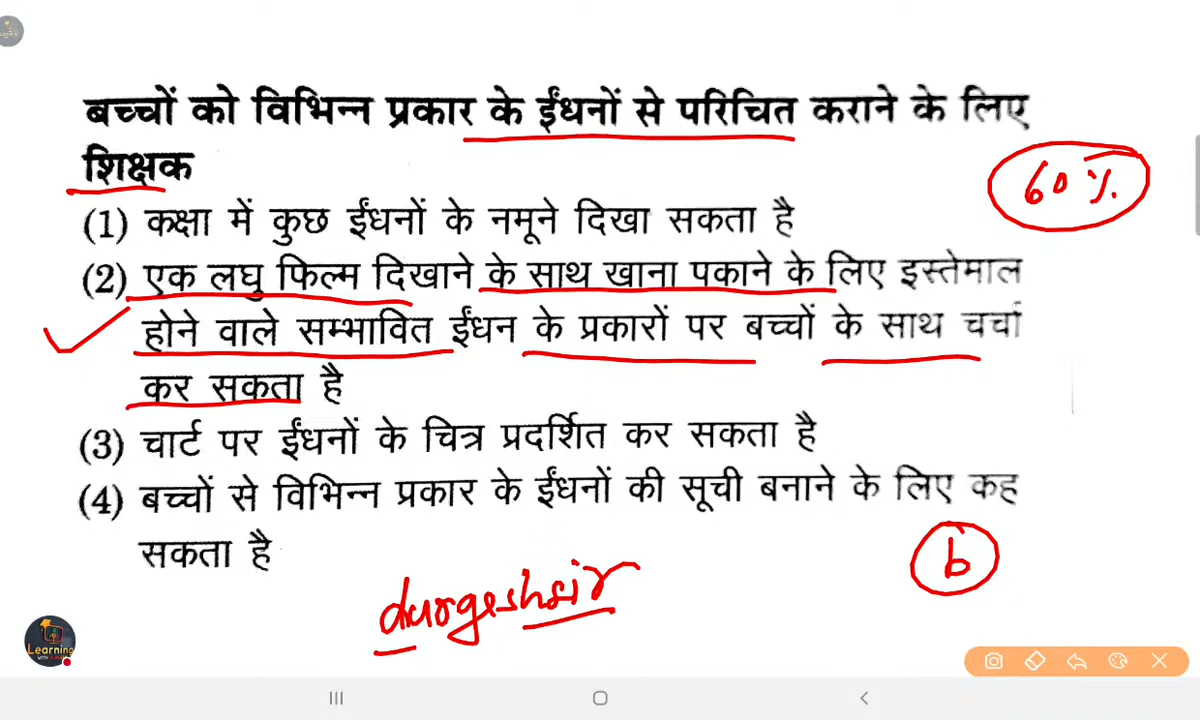 बच्चों को विभिन्न प्रकार के ईंधनों से परिचित कराने के लिए
शिक्षक
60%
(1) कक्षा में कुछ ईंधनों के नमूने दिखा सकता है
(2) एक लघु फिल्म दिखाने के साथ खाना पकाने के लिए इस्तेमाल
होने वाले सम्भावित ईंधन के प्रकारों पर बच्चों के साथ चर्चा
कर सकता है
(3) चार्ट पर ईंधनों के चित्र प्रदर्शित कर सकता है
(4) बच्चों से विभिन्न प्रकार के ईंधनों की सूची बनाने के लिए कह
सकता है
b
durgeshsir
Learning